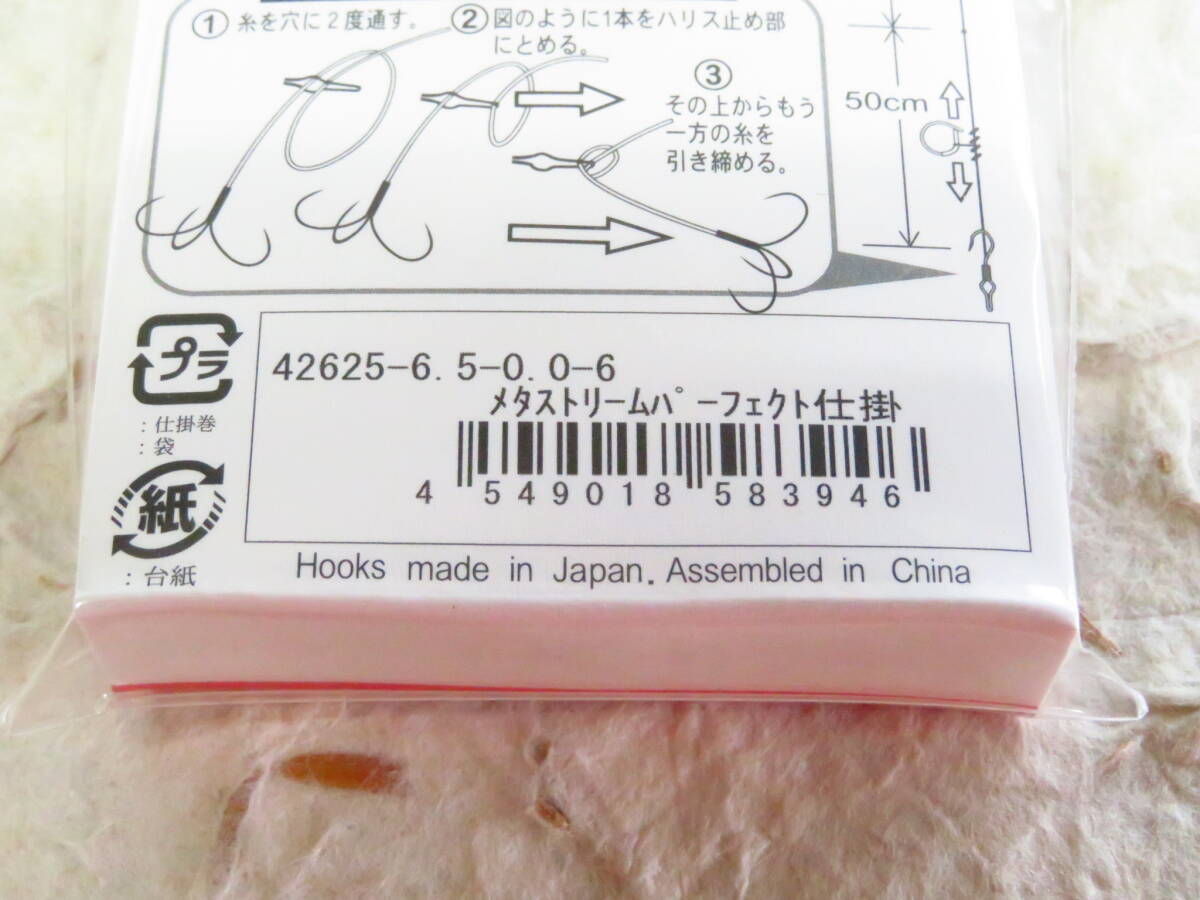 ① 糸を穴に2度通す。
② 図のように1本をハリス止め部
にとめる。
③
その上からもう
一方の糸を
引き締める。
50cm
プラ
：仕掛巻
：袋
紙
：台紙
42625-6.5-0.0-6
ﾒﾀｽﾄﾘｰﾑﾊﾟｰﾌｪｸﾄ仕掛
4 549018 583946
Hooks made in Japan. Assembled in China